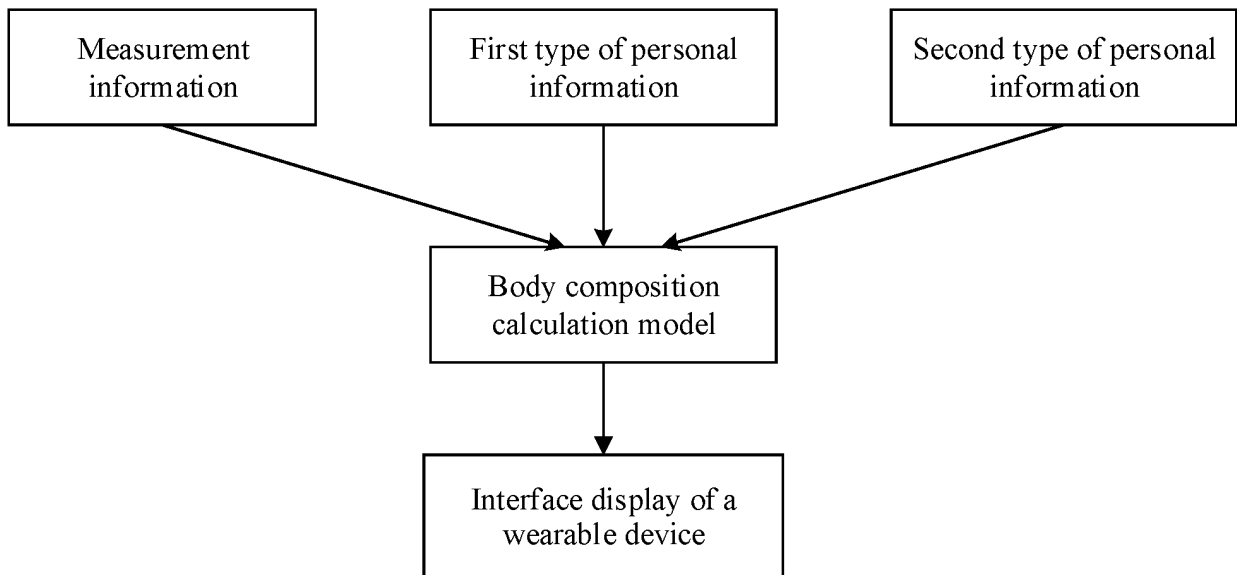 Measurement
information
First type of personal
information
Second type of personal
information
Body composition
calculation model
Interface display of a
wearable device